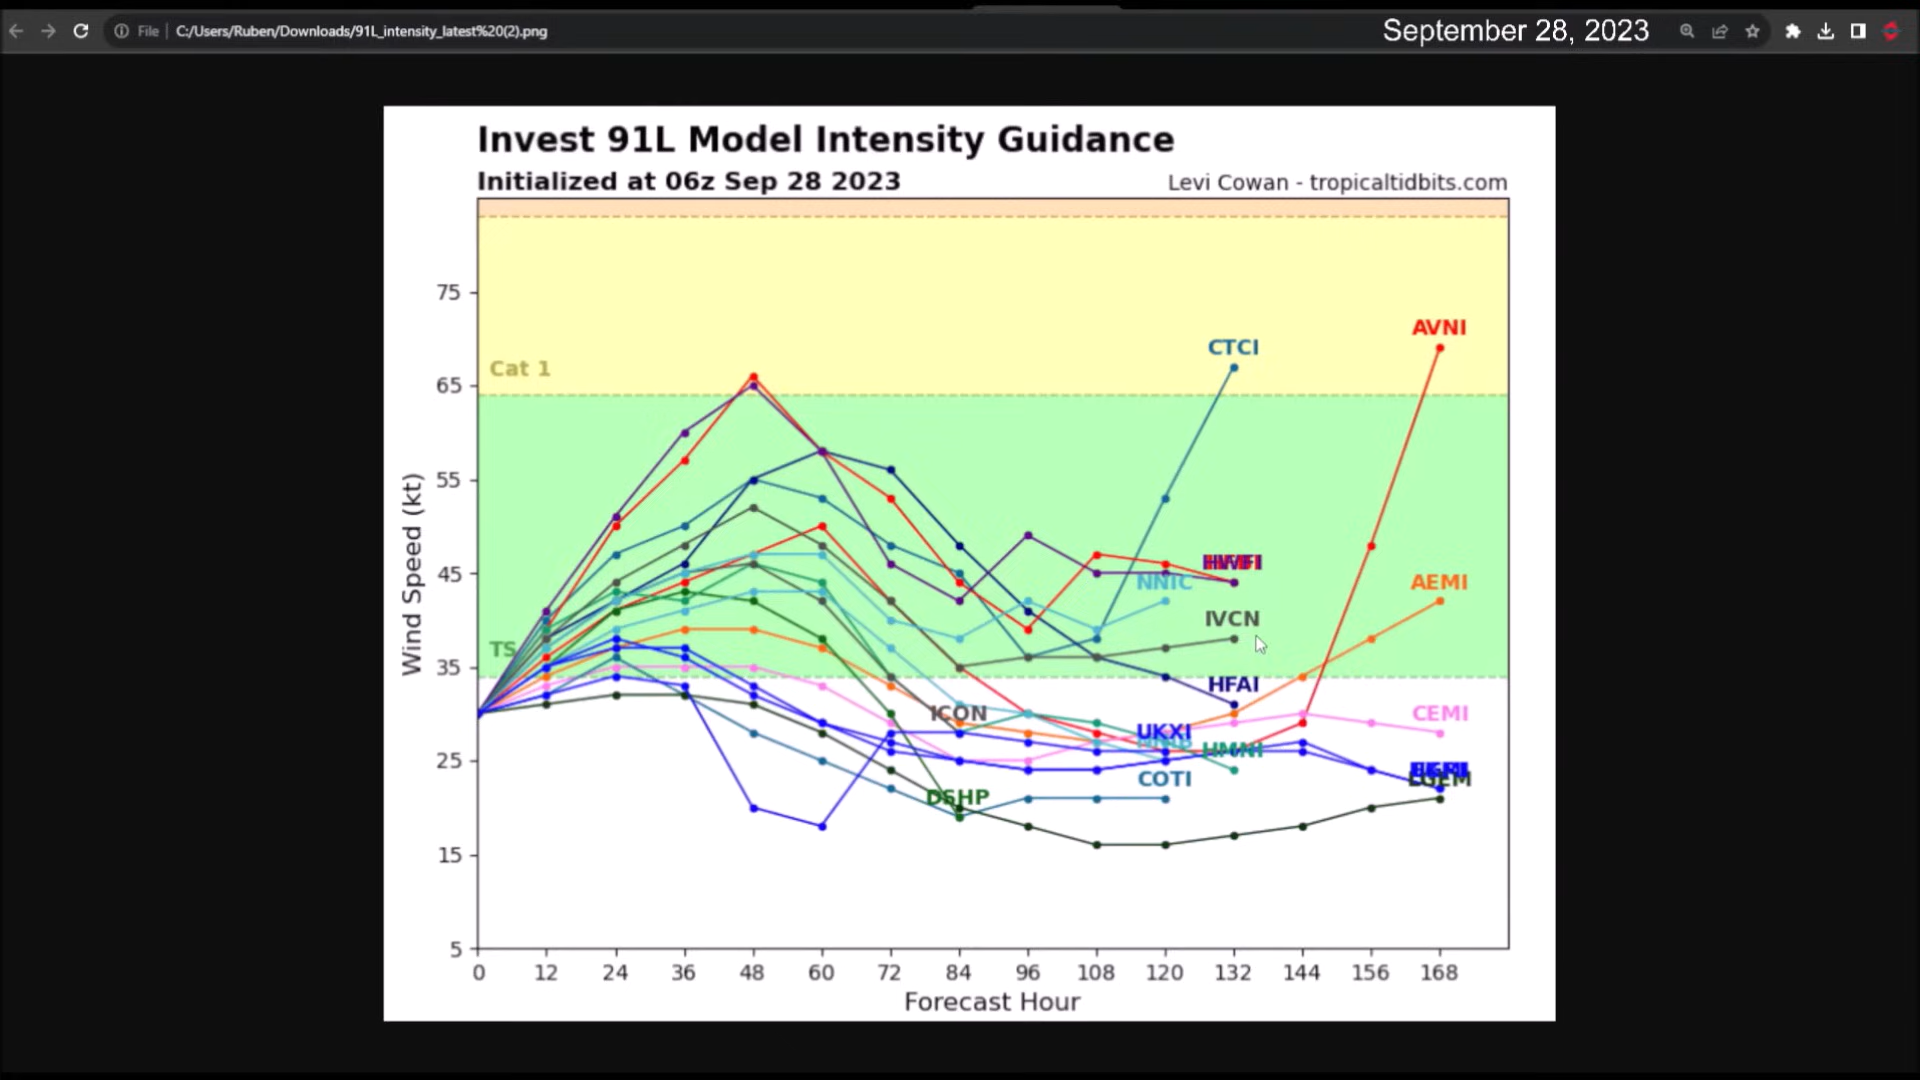 File C:/Users/Ruben/Downloads/91L_intensity_latest%20(2).png
September 28, 2023
Invest 91L Model Intensity Guidance
Initialized at 06z Sep 28 2023
Levi Cowan - tropicaltidbits.com
75
AVNI
CTCI
Cat 1
65
55
45
HWFI
NNIC
AEMI
IVCN
TS
35
HFAI
ICON
CEMI
UKXI
HMNI
25
COTI
LGEM
DSHP
15
5
Wind Speed (kt)
0 12 24 36 48 60 72 84 96 108 120 132 144 156 168
Forecast Hour